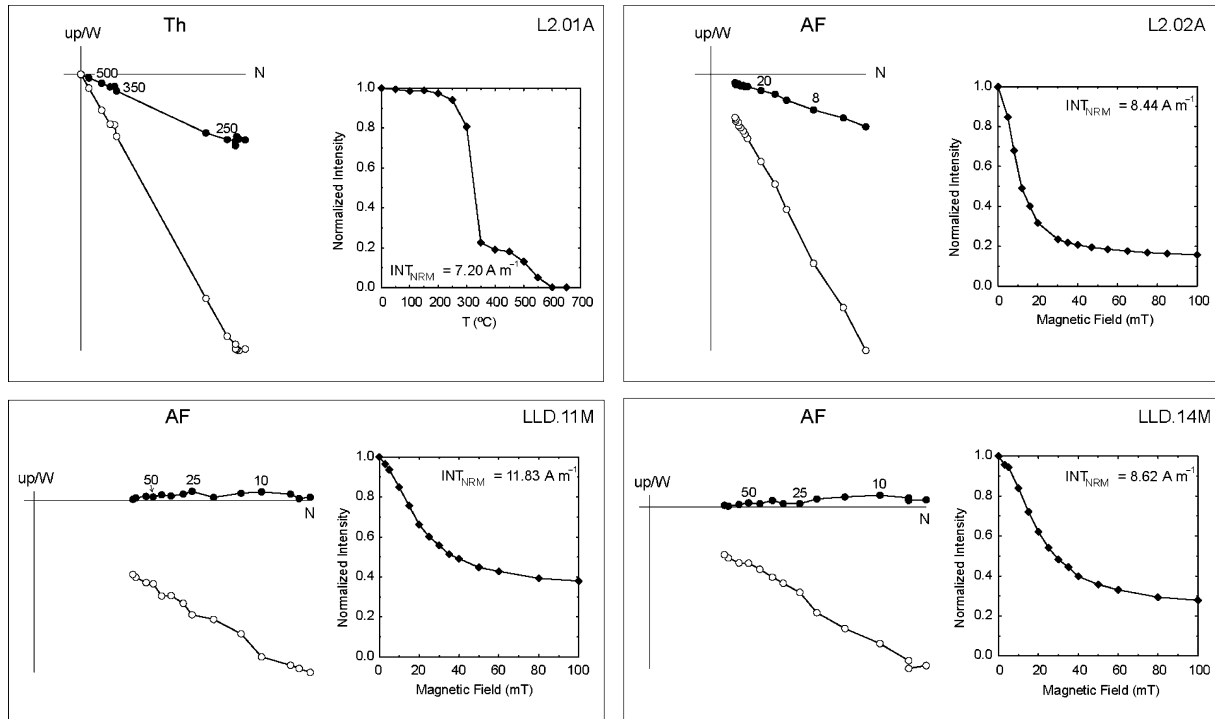 Th
L2.01A
up/W
N
500
350
250
1.0
0.8
0.6
0.4
0.2
0.0
Normalized Intensity
INT_NRM = 7.20 A m⁻¹
0 100 200 300 400 500 600 700
T (ºC)
AF
L2.02A
up/W
N
20
8
1.0
0.8
0.6
0.4
0.2
0.0
Normalized Intensity
INT_NRM = 8.44 A m⁻¹
0 20 40 60 80 100
Magnetic Field (mT)
AF
LLD.11M
up/W
N
50
25
10
1.0
0.8
0.6
0.4
0.2
0.0
Normalized Intensity
INT_NRM = 11.83 A m⁻¹
0 20 40 60 80 100
Magnetic Field (mT)
AF
LLD.14M
up/W
N
50
25
10
1.0
0.8
0.6
0.4
0.2
0.0
Normalized Intensity
INT_NRM = 8.62 A m⁻¹
0 20 40 60 80 100
Magnetic Field (mT)